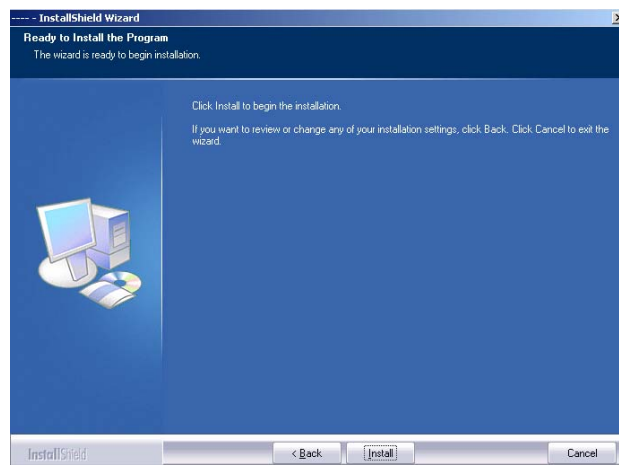 ---- - InstallShield Wizard
Ready to Install the Program
The wizard is ready to begin installation.
Click Install to begin the installation.
If you want to review or change any of your installation settings, click Back. Click Cancel to exit the
wizard.
InstallShield
< Back
Install
Cancel